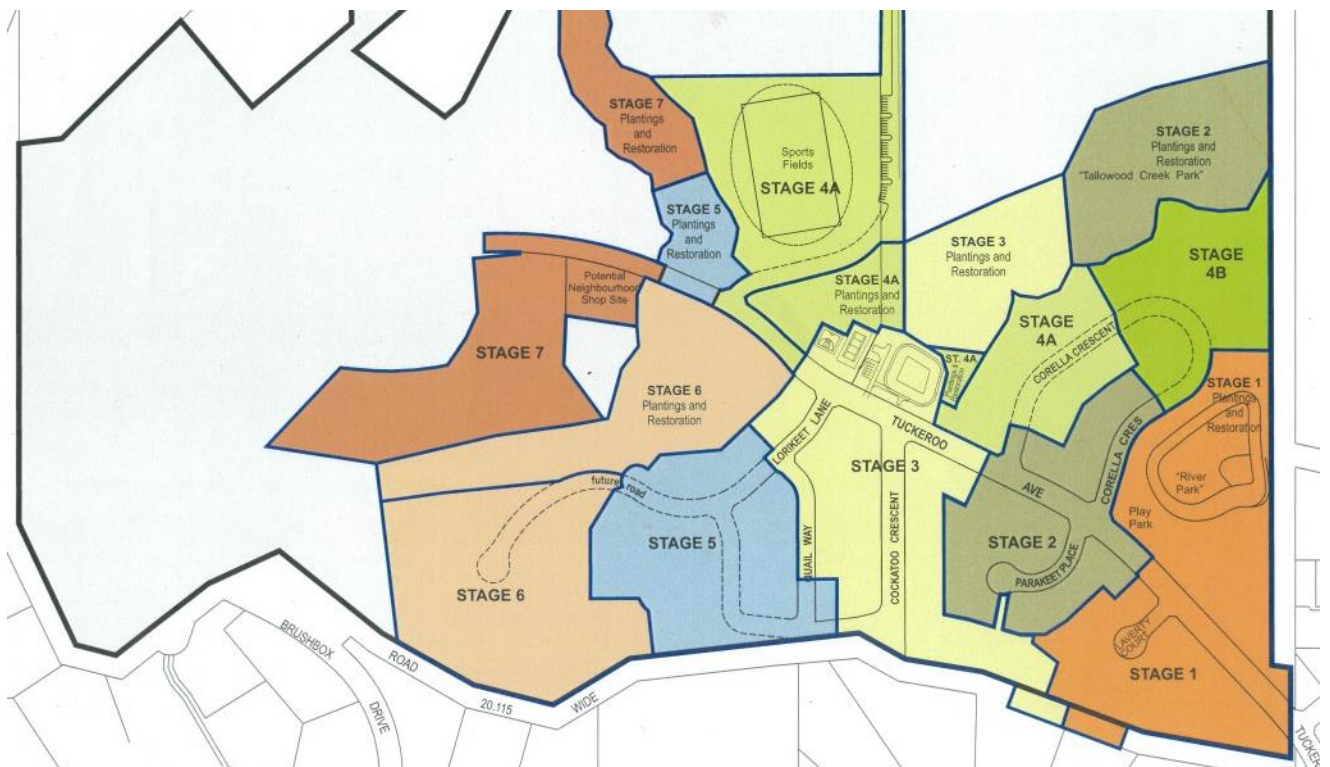 STAGE 7
Plantings
and
Restoration
Sports
Fields
STAGE 4A
STAGE 2
Plantings and
Restoration
"Tallowood Creek Park"
STAGE 5
Plantings
and
Restoration
STAGE 3
Plantings and
Restoration
STAGE
4B
Potential
Neighbourhood
Shop Site
STAGE 4A
Plantings and
Restoration
STAGE
4A
CORELLA CRESCENT
STAGE 7
ST. 4A
Plantings &
Restoration
STAGE 6
Plantings and
Restoration
STAGE 1
Plantings
and
Restoration
LORIKEET LANE
TUCKEROO
AVE
STAGE 3
CORELLA CRES
"River
Park"
Play
Park
future road
STAGE 5
QUAIL WAY
COCKATOO CRESCENT
STAGE 2
PARAKEET PLACE
STAGE 6
LAVERTY
COURT
STAGE 1
BRUSHBOX
ROAD
20.115
WIDE
DRIVE